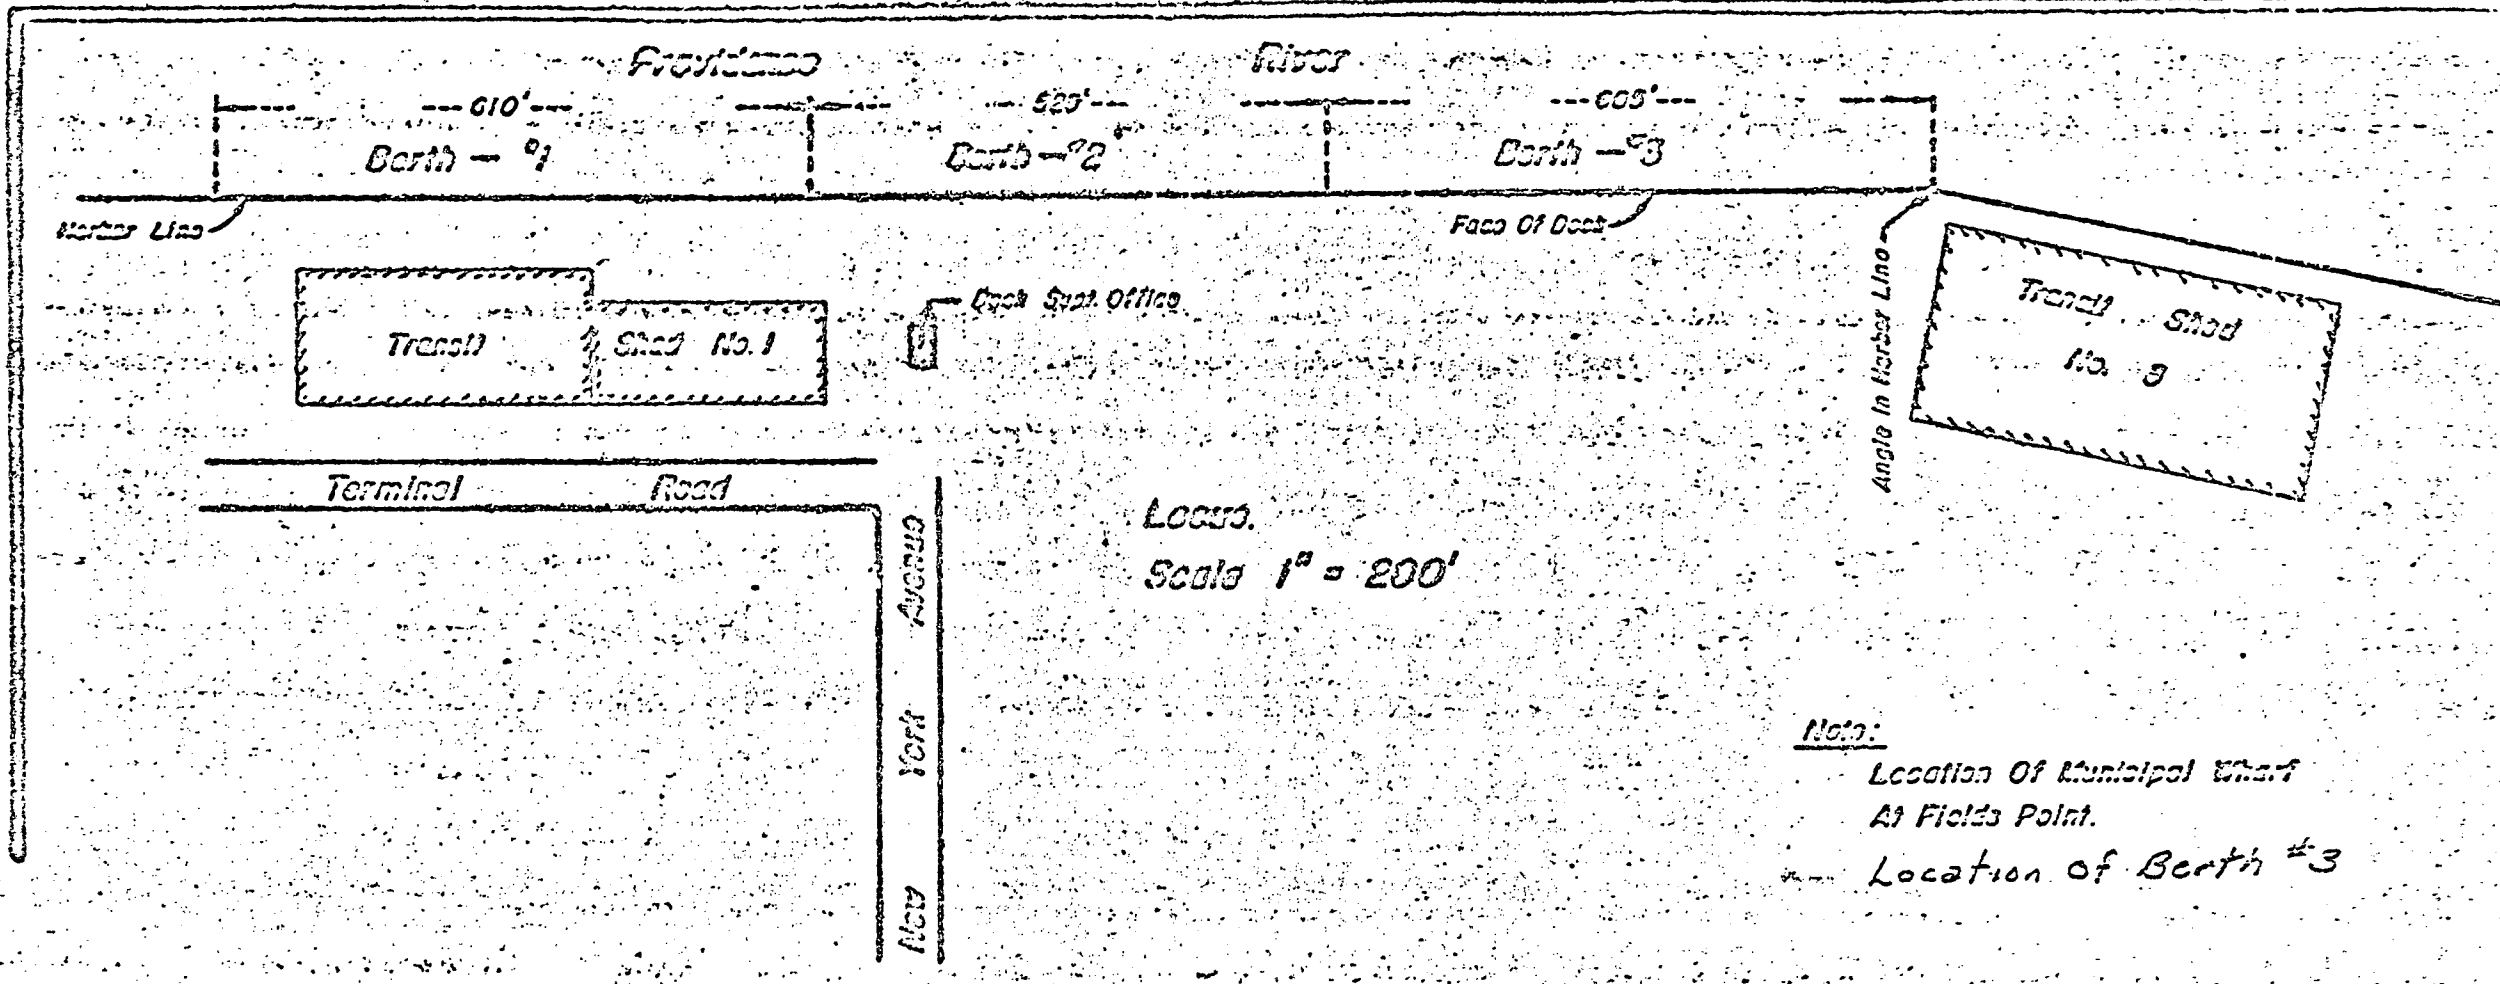 Providence River
610' 520' 605'
Berth - #1 Berth - #2 Berth - #3
Harbor Line
Face Of Dock
Dock Supt. Office
Transit Shed No. 1
Transit Shed
No.
Angle In Harbor Line
Terminal Road
New York Avenue
Locus.
Scale 1" = 200'
Note:
Location Of Municipal Wharf
At Fields Point.
Location of Berth #3